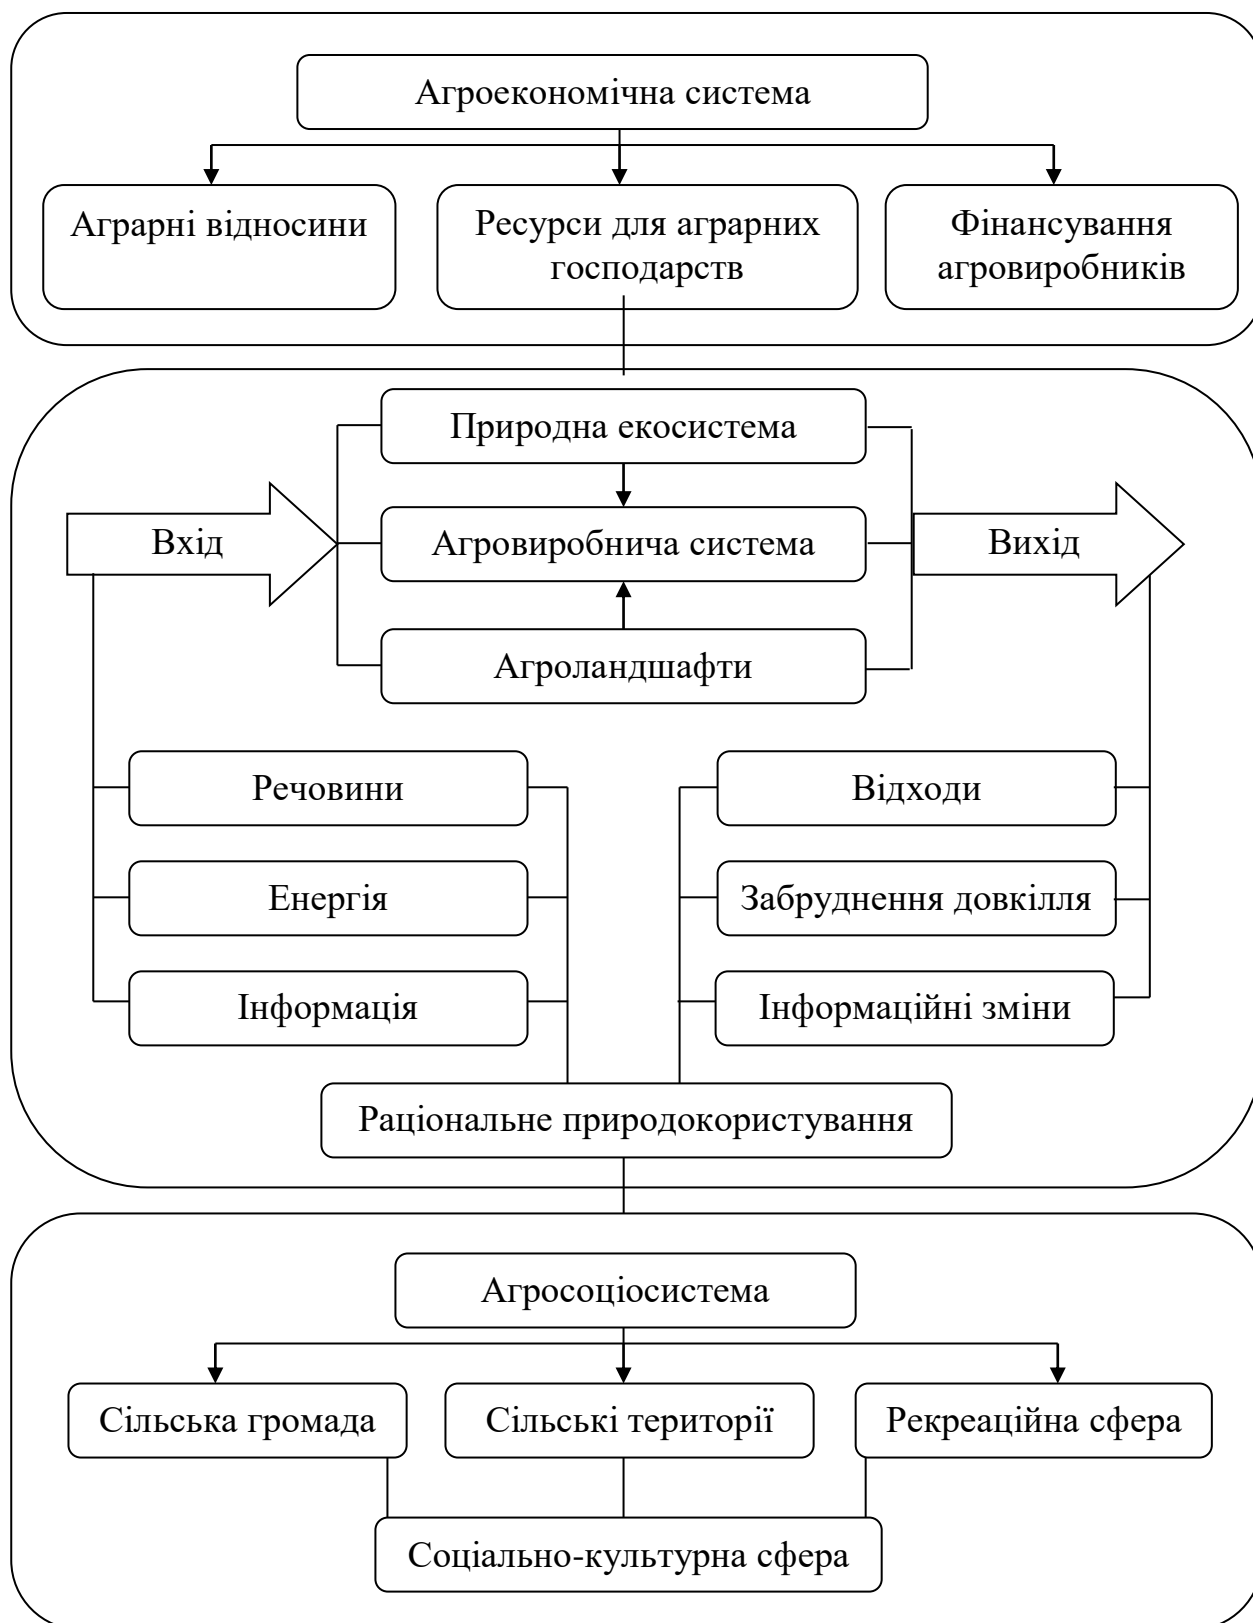 Агроекономічна система
Аграрні відносини
Ресурси для аграрних
господарств
Фінансування
агровиробників
Природна екосистема
Вхід
Агровиробнича система
Вихід
Агроландшафти
Речовини
Відходи
Енергія
Забруднення довкілля
Інформація
Інформаційні зміни
Раціональне природокористування
Агросоціосистема
Сільська громада
Сільські території
Рекреаційна сфера
Соціально-культурна сфера